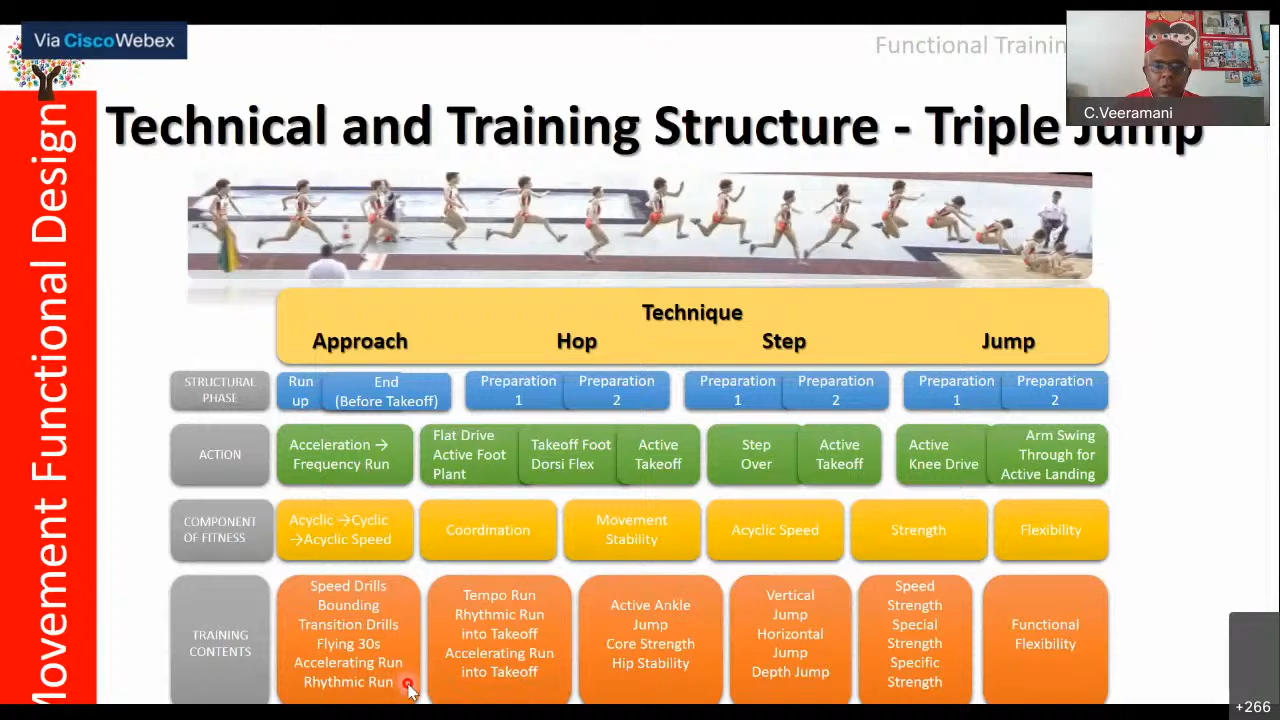 Via CiscoWebex
Functional Trainin
C.Veeramani
Movement Functional Design
Technical and Training Structure - Triple Jump
Technique
Approach Hop Step Jump
STRUCTURAL
PHASE
Run
up
End
(Before Takeoff)
Preparation
1
Preparation
2
Preparation
1
Preparation
2
Preparation
1
Preparation
2
ACTION
Acceleration →
Frequency Run
Flat Drive
Active Foot
Plant
Takeoff Foot
Dorsi Flex
Active
Takeoff
Step
Over
Active
Takeoff
Active
Knee Drive
Arm Swing
Through for
Active Landing
COMPONENT
OF FITNESS
Acyclic →Cyclic
→Acyclic Speed
Coordination
Movement
Stability
Acyclic Speed
Strength
Flexibility
TRAINING
CONTENTS
Speed Drills
Bounding
Transition Drills
Flying 30s
Accelerating Run
Rhythmic Run
Tempo Run
Rhythmic Run
into Takeoff
Accelerating Run
into Takeoff
Active Ankle
Jump
Core Strength
Hip Stability
Vertical
Jump
Horizontal
Jump
Depth Jump
Speed
Strength
Special
Strength
Specific
Strength
Functional
Flexibility
+266